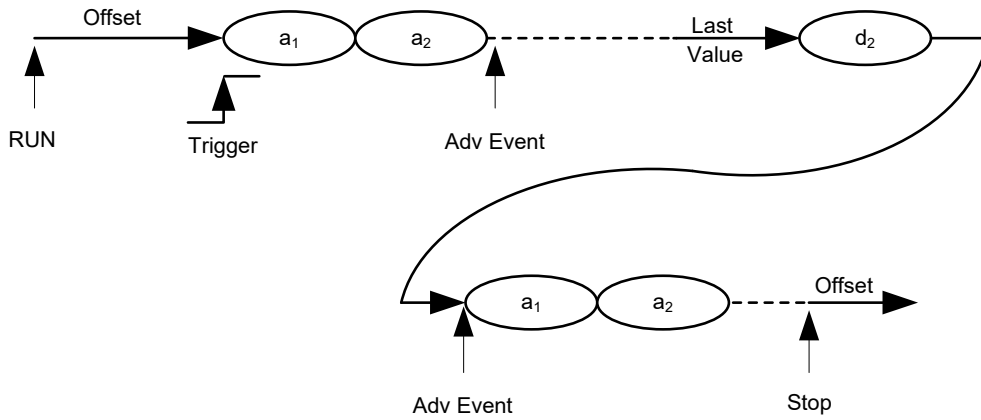 Offset
a₁
a₂
Last
Value
d₂
RUN
Trigger
Adv Event
a₁
a₂
Offset
Adv Event
Stop